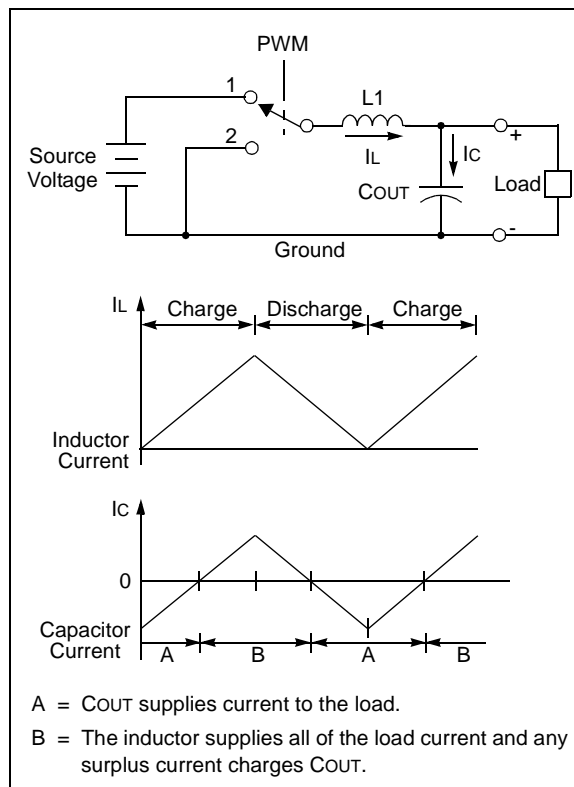 PWM
1
L1
2
IL
IC
+
Source
Voltage
COUT
Load
-
Ground
IL
Charge
Discharge
Charge
Inductor
Current
IC
0
Capacitor
Current
A
B
A
B
A = COUT supplies current to the load.
B = The inductor supplies all of the load current and any
surplus current charges COUT.